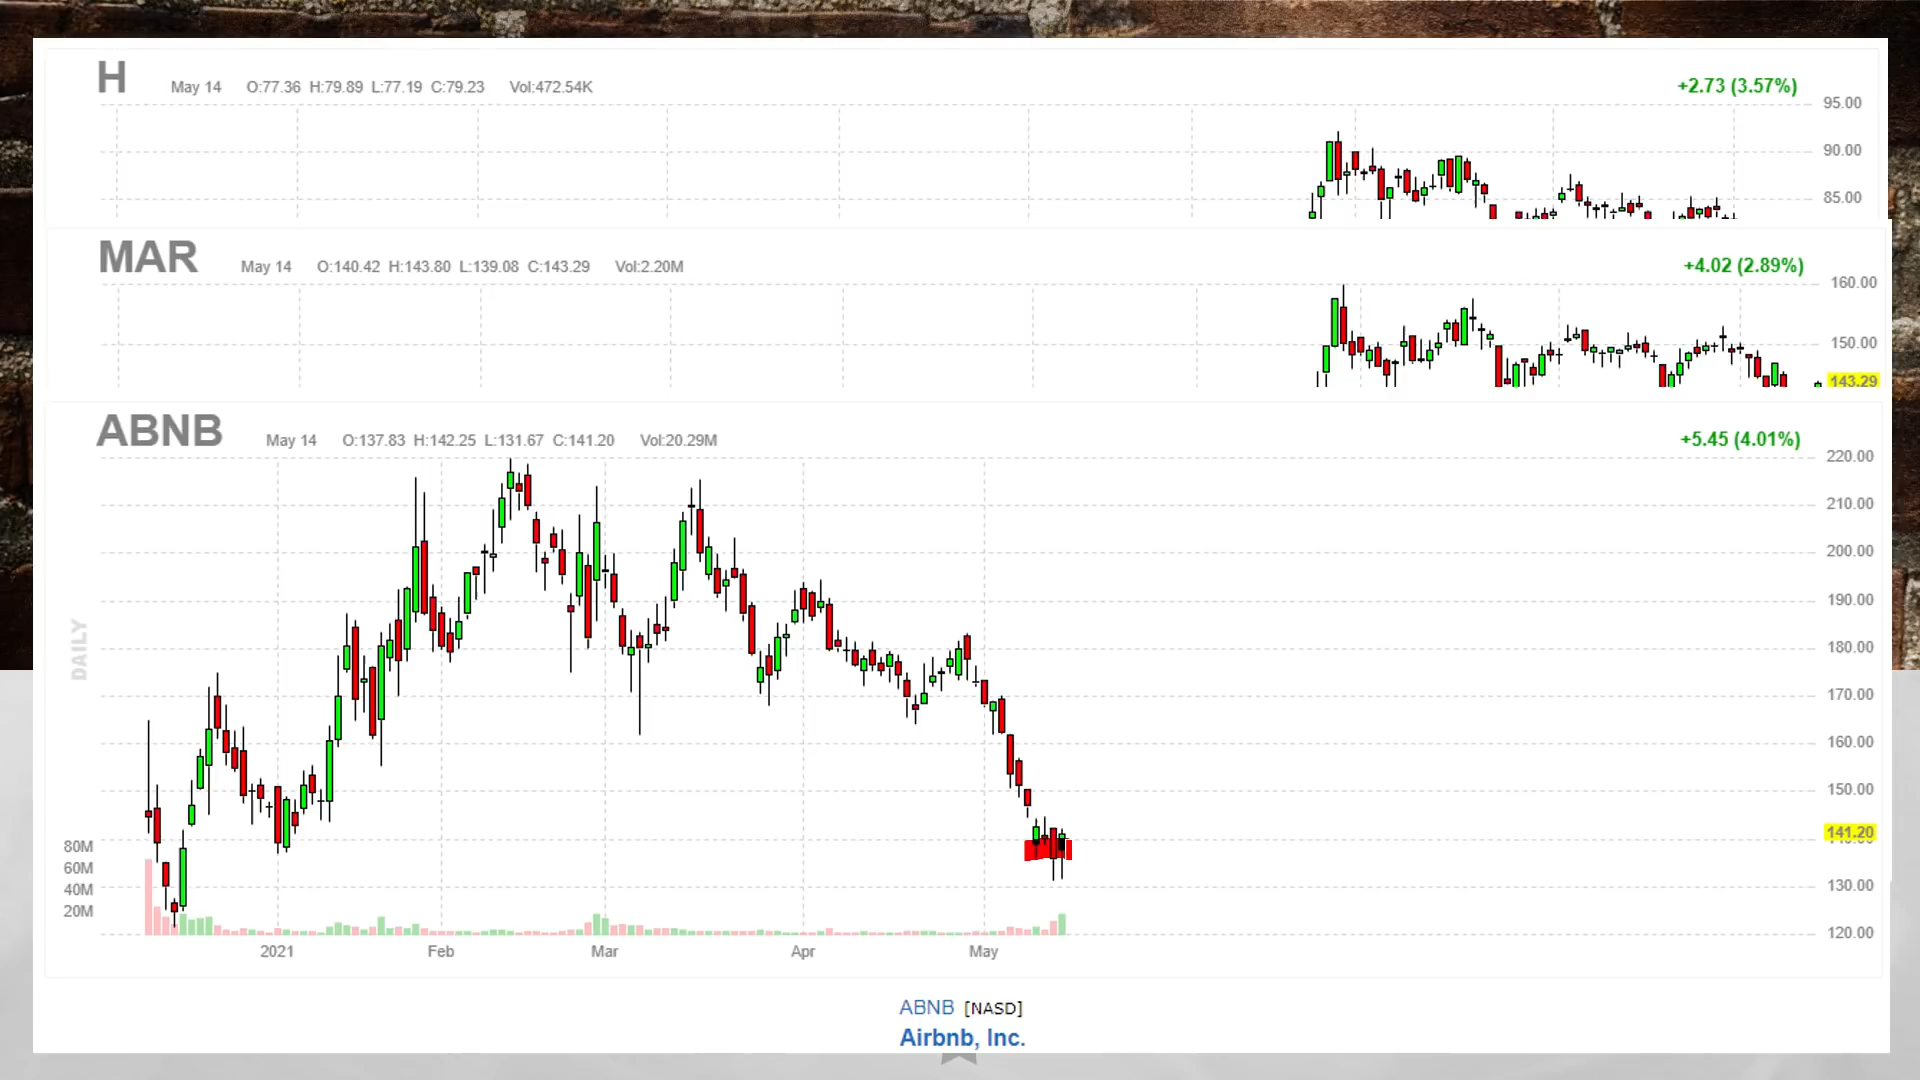 H May 14 O:77.36 H:79.89 L:77.19 C:79.23 Vol:472.54K +2.73 (3.57%)
95.00
90.00
85.00
MAR May 14 O:140.42 H:143.80 L:139.08 C:143.29 Vol:2.20M +4.02 (2.89%)
160.00
150.00
143.29
ABNB May 14 O:137.83 H:142.25 L:131.67 C:141.20 Vol:20.29M +5.45 (4.01%)
220.00
210.00
200.00
190.00
DAILY
180.00
170.00
160.00
150.00
141.20
80M
60M
130.00
40M
20M
120.00
2021 Feb Mar Apr May
ABNB [NASD]
Airbnb, Inc.